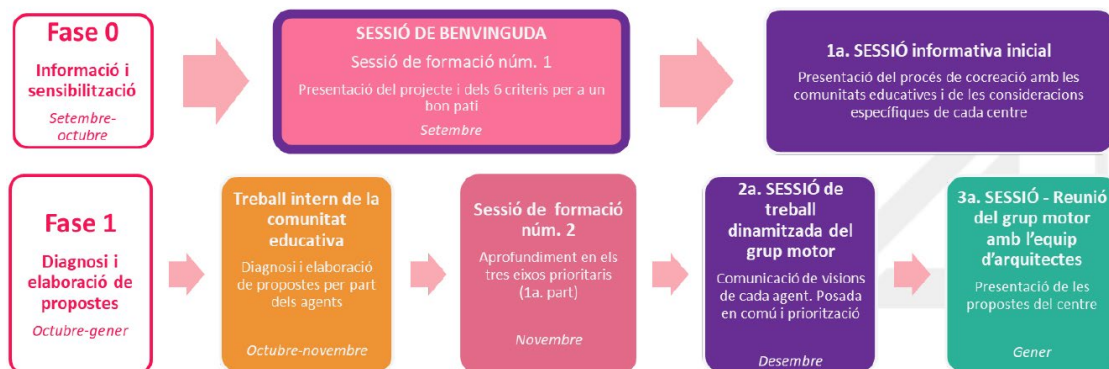 Fase 0
Informació i
sensibilització
Setembre-
octubre
SESSIÓ DE BENVINGUDA
Sessió de formació núm. 1
Presentació del projecte i dels 6 criteris per a un
bon pati
Setembre
1a. SESSIÓ informativa inicial
Presentació del procés de cocreació amb les
comunitats educatives i de les consideracions
específiques de cada centre
Fase 1
Diagnosi i
elaboració de
propostes
Octubre-gener
Treball intern de la
comunitat
educativa
Diagnosi i elaboració
de propostes per part
dels agents
Octubre-novembre
Sessió de formació
núm. 2
Aprofundiment en els
tres eixos prioritaris
(1a. part)
Novembre
2a. SESSIÓ de
treball
dinamitzada del
grup motor
Comunicació de visions
de cada agent. Posada
en comú i priorització
Desembre
3a. SESSIÓ - Reunió
del grup motor
amb l'equip
d'arquitectes
Presentació de les
propostes del centre
Gener